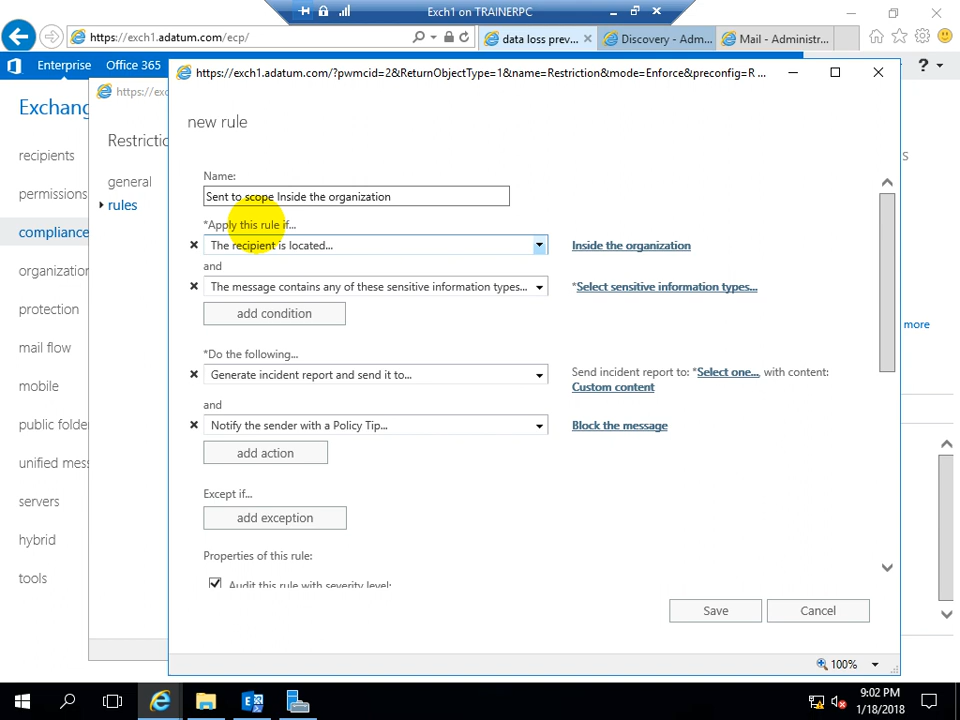 Exch1 on TRAINERPC
https://exch1.adatum.com/ecp/
data loss prev...
Discovery - Adm...
Mail - Administr...
Enterprise
Office 365
?
https://exch1.adatum.com/?pwmcid=2&ReturnObjectType=1&name=Restriction&mode=Enforce&preconfig=R ...
https://exc
new rule
Name:
Sent to scope Inside the organization
*Apply this rule if...
The recipient is located...
Inside the organization
and
The message contains any of these sensitive information types...
*Select sensitive information types...
add condition
*Do the following...
Generate incident report and send it to...
Send incident report to: *Select one..., with content:
Custom content
and
Notify the sender with a Policy Tip...
Block the message
add action
Except if...
add exception
Properties of this rule:
Audit this rule with severity level:
Save
Cancel
100%
Restrictio
general
rules
Exchang
recipients
permissions
compliance
organization
protection
mail flow
mobile
public folde
unified mess
servers
hybrid
tools
more
9:02 PM
1/18/2018